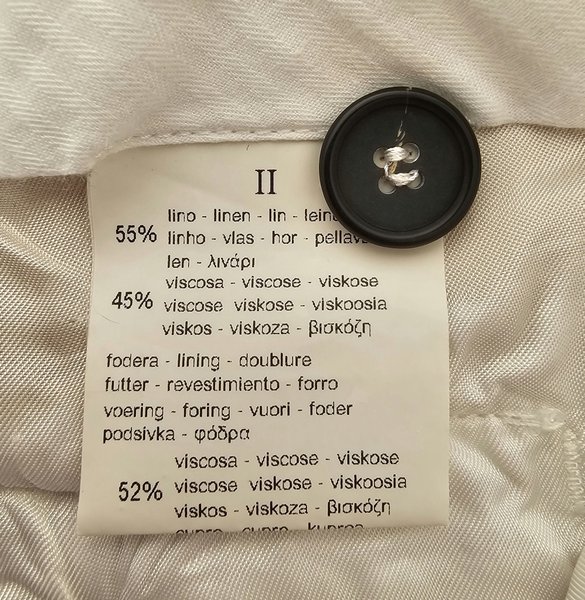 II
lino - linen - lin -
55% linho - vlas - hor -
len - λινάρι
viscosa - viscose - viskose
45% viscose viskose - viskoosia
viskos - viskoza - βισκόζη
fodera - lining - doublure
futter - revestimiento - forro
voering - foring - vuori - foder
podsivka - φόδρα
viscosa - viscose - viskose
52% viscose viskose - viskoosia
viskos - viskoza - βισκόζη